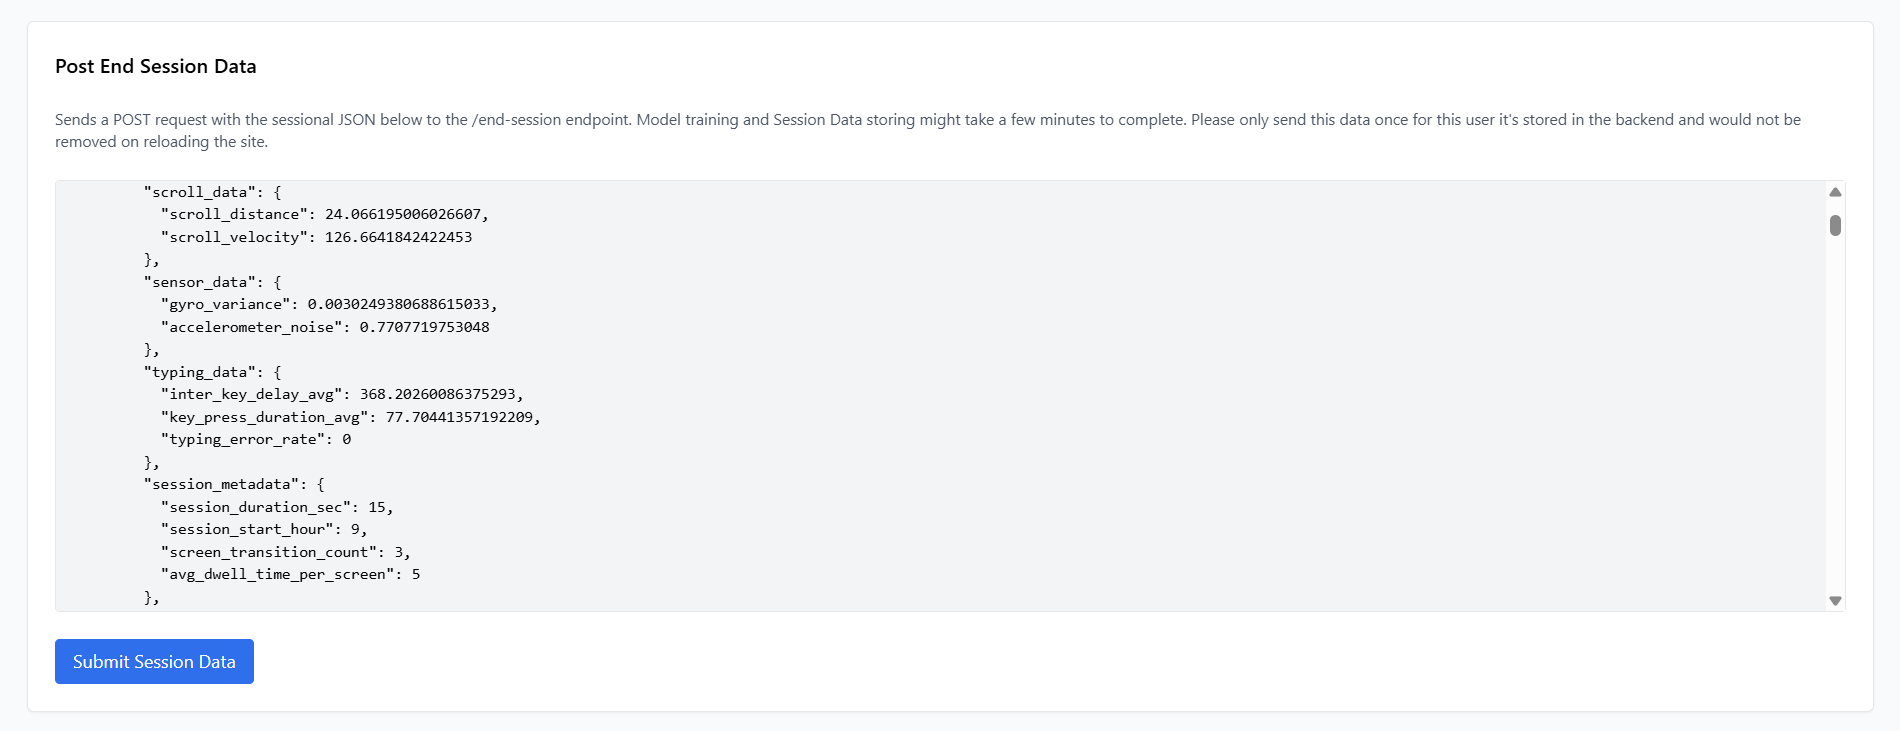 Post End Session Data
Sends a POST request with the sessional JSON below to the /end-session endpoint. Model training and Session Data storing might take a few minutes to complete. Please only send this data once for this user it's stored in the backend and would not be
removed on reloading the site.
"scroll_data": {
"scroll_distance": 24.066195006026607,
"scroll_velocity": 126.6641842422453
},
"sensor_data": {
"gyro_variance": 0.0030249380688615033,
"accelerometer_noise": 0.7707719753048
},
"typing_data": {
"inter_key_delay_avg": 368.20260086375293,
"key_press_duration_avg": 77.70441357192209,
"typing_error_rate": 0
},
"session_metadata": {
"session_duration_sec": 15,
"session_start_hour": 9,
"screen_transition_count": 3,
"avg_dwell_time_per_screen": 5
},
Submit Session Data